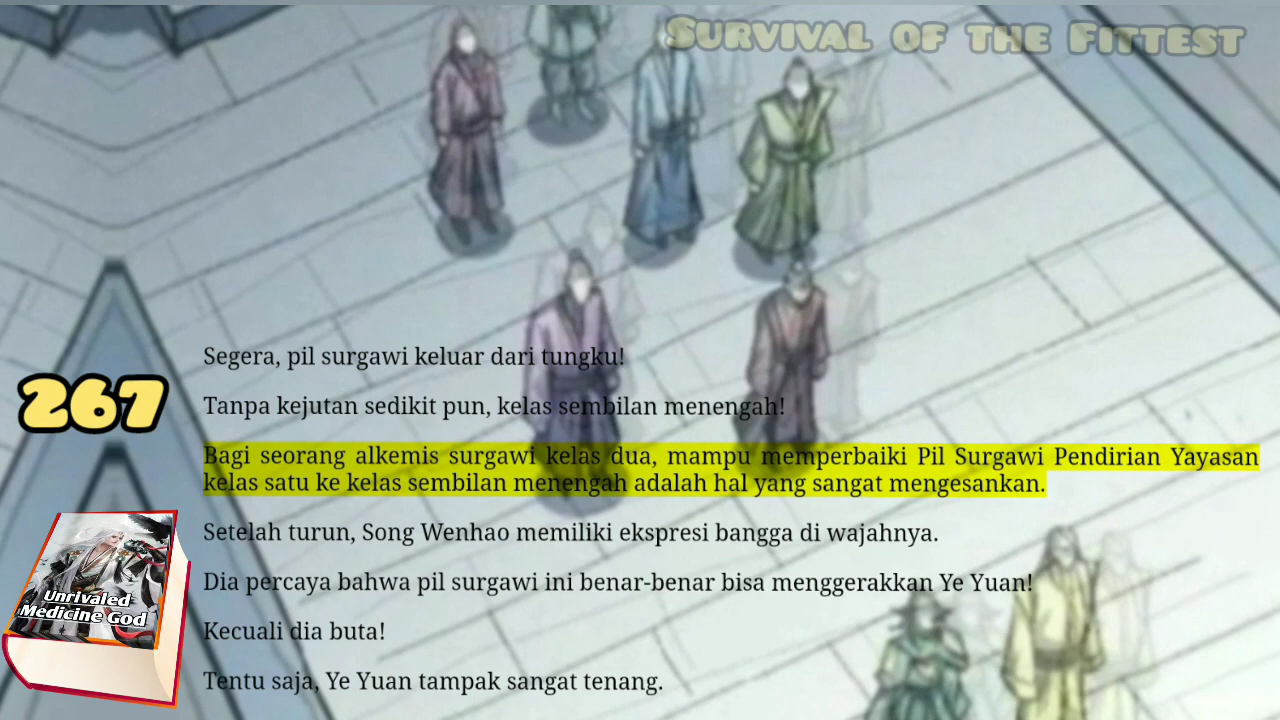 Survival of the Fittest
Segera, pil surgawi keluar dari tungku!
267
Tanpa kejutan sedikit pun, kelas sembilan menengah!
Bagi seorang alkemis surgawi kelas dua, mampu memperbaiki Pil Surgawi Pendirian Yayasan
kelas satu ke kelas sembilan menengah adalah hal yang sangat mengesankan.
Setelah turun, Song Wenhao memiliki ekspresi bangga di wajahnya.
Dia percaya bahwa pil surgawi ini benar-benar bisa menggerakkan Ye Yuan!
Unrivaled
Medicine God
Kecuali dia buta!
Tentu saja, Ye Yuan tampak sangat tenang.